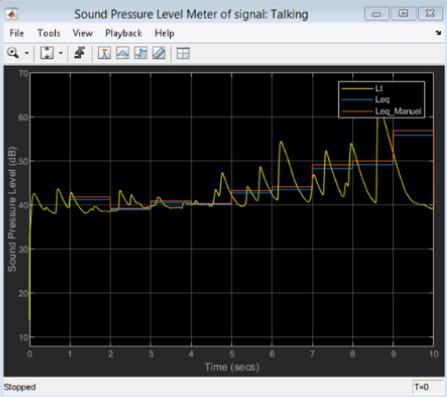 Sound Pressure Level Meter of signal: Talking
File Tools View Playback Help
70
60
50
40
30
20
10
Sound Pressure Level (dB)
Lt
Leq
Leq_Manuel
0 1 2 3 4 5 6 7 8 9 10
Time (secs)
Stopped
T=0